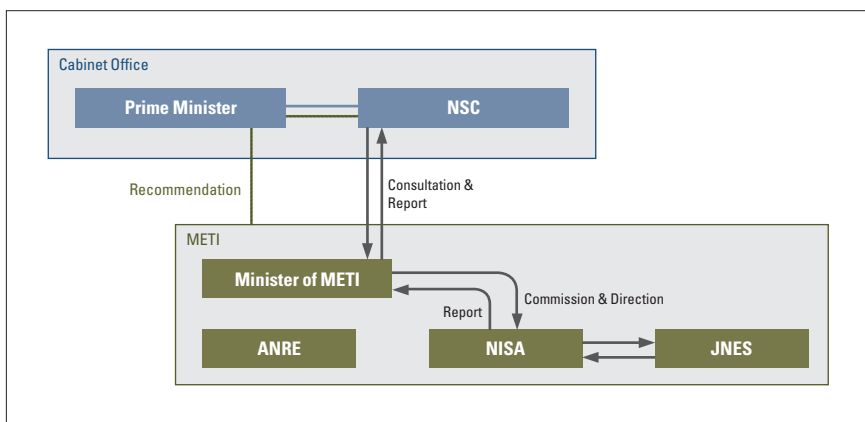 Cabinet Office
Prime Minister
NSC
Recommendation
Consultation &
Report
METI
Minister of METI
Commission & Direction
Report
ANRE
NISA
JNES